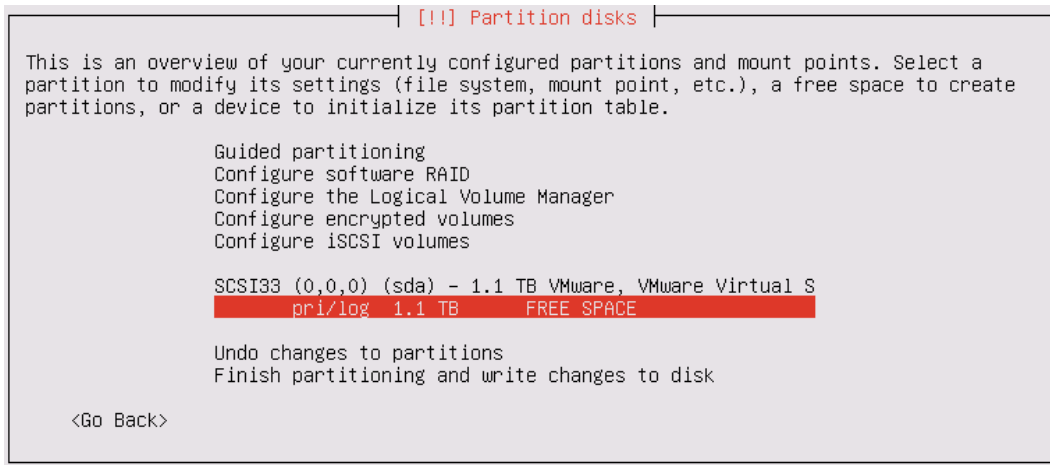 [!!] Partition disks
This is an overview of your currently configured partitions and mount points. Select a
partition to modify its settings (file system, mount point, etc.), a free space to create
partitions, or a device to initialize its partition table.
Guided partitioning
Configure software RAID
Configure the Logical Volume Manager
Configure encrypted volumes
Configure iSCSI volumes
SCSI33 (0,0,0) (sda) - 1.1 TB VMware, VMware Virtual S
pri/log 1.1 TB FREE SPACE
Undo changes to partitions
Finish partitioning and write changes to disk
<Go Back>